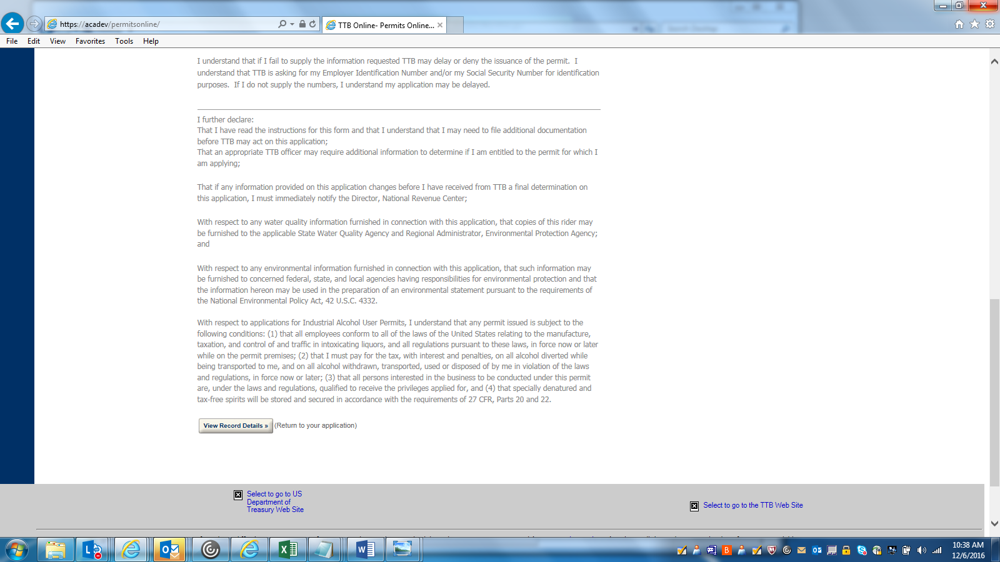 https://acadev/permitsonline/
TTB Online- Permits Online...
File Edit View Favorites Tools Help
I understand that if I fail to supply the information requested TTB may delay or deny the issuance of the permit. I
understand that TTB is asking for my Employer Identification Number and/or my Social Security Number for identification
purposes. If I do not supply the numbers, I understand my application may be delayed.
I further declare:
That I have read the instructions for this form and that I understand that I may need to file additional documentation
before TTB may act on this application;
That an appropriate TTB officer may require additional information to determine if I am entitled to the permit for which I
am applying;
That if any information provided on this application changes before I have received from TTB a final determination on
this application, I must immediately notify the Director, National Revenue Center;
With respect to any water quality information furnished in connection with this application, that copies of this rider may
be furnished to the applicable State Water Quality Agency and Regional Administrator, Environmental Protection Agency;
and
With respect to any environmental information furnished in connection with this application, that such information may
be furnished to concerned federal, state, and local agencies having responsibilities for environmental protection and that
the information hereon may be used in the preparation of an environmental statement pursuant to the requirements of
the National Environmental Policy Act, 42 U.S.C. 4332.
With respect to applications for Industrial Alcohol User Permits, I understand that any permit issued is subject to the
following conditions: (1) that all employees conform to all of the laws of the United States relating to the manufacture,
taxation, and control of and traffic in intoxicating liquors, and all regulations pursuant to these laws, in force now or later
while on the permit premises; (2) that I must pay for the tax, with interest and penalties, on all alcohol diverted while
being transported to me, and on all alcohol withdrawn, transported, used or disposed of by me in violation of the laws
and regulations, in force now or later; (3) that all persons interested in the business to be conducted under this permit
are, under the laws and regulations, qualified to receive the privileges applied for, and (4) that specially denatured and
tax-free spirits will be stored and secured in accordance with the requirements of 27 CFR, Parts 20 and 22.
View Record Details » (Return to your application)
Select to go to US
Department of
Treasury Web Site
Select to go to the TTB Web Site
10:38 AM
12/6/2016